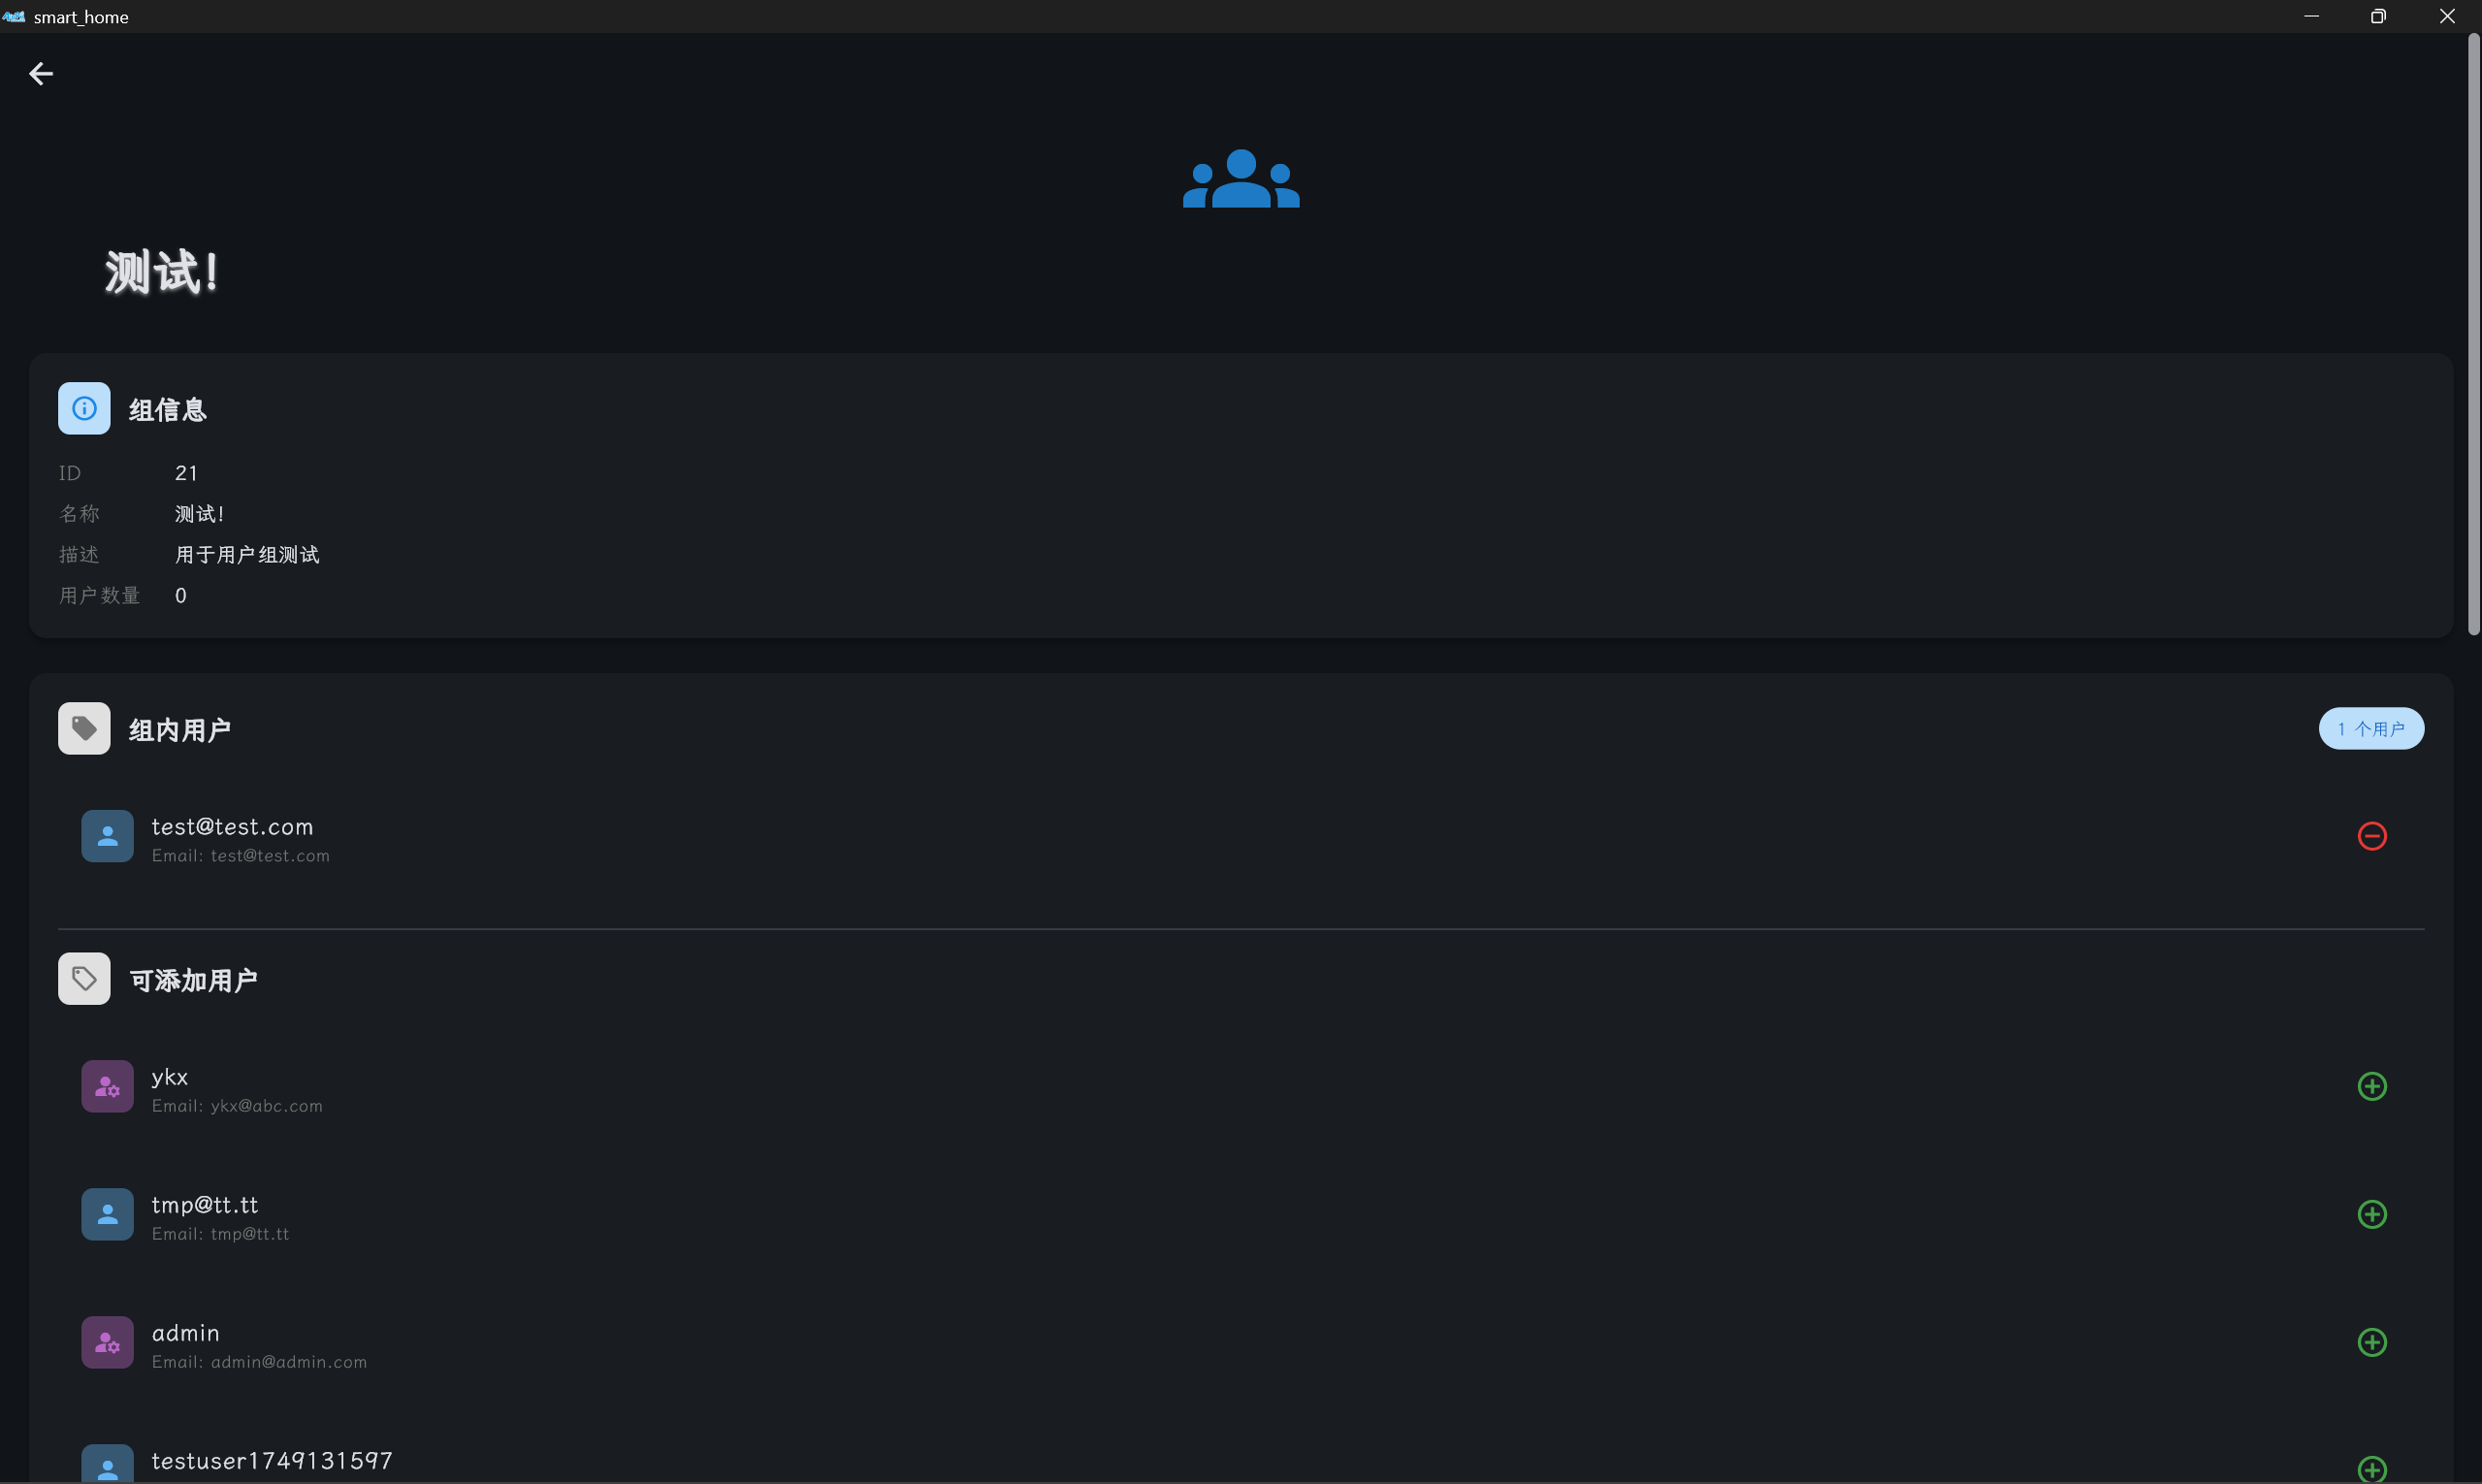 smart_home
测试!
组信息
ID 21
名称 测试!
描述 用于用户组测试
用户数量 0
组内用户 1 个用户
test@test.com
Email: test@test.com
可添加用户
ykx
Email: ykx@abc.com
tmp@tt.tt
Email: tmp@tt.tt
admin
Email: admin@admin.com
testuser1749131597